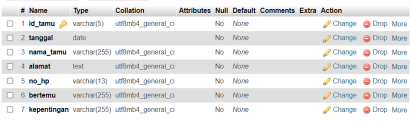 # Name Type Collation Attributes Null Default Comments Extra Action
1 id_tamu varchar(5) utf8mb4_general_ci No None Change Drop More
2 tanggal date No None Change Drop More
3 nama_tamu varchar(255) utf8mb4_general_ci No None Change Drop More
4 alamat text utf8mb4_general_ci No None Change Drop More
5 no_hp varchar(13) utf8mb4_general_ci No None Change Drop More
6 bertemu varchar(255) utf8mb4_general_ci No None Change Drop More
7 kepentingan varchar(255) utf8mb4_general_ci No None Change Drop More